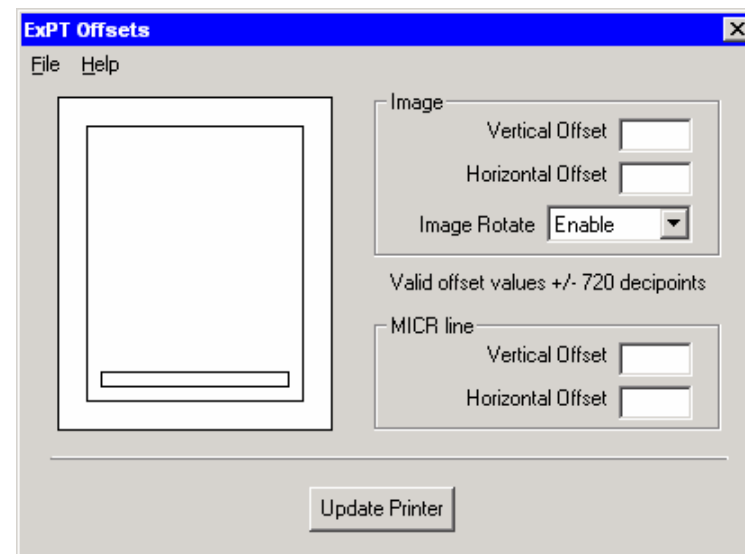 ExPT Offsets
File Help
Image
Vertical Offset
Horizontal Offset
Image Rotate Enable
Valid offset values +/- 720 decipoints
MICR line
Vertical Offset
Horizontal Offset
Update Printer